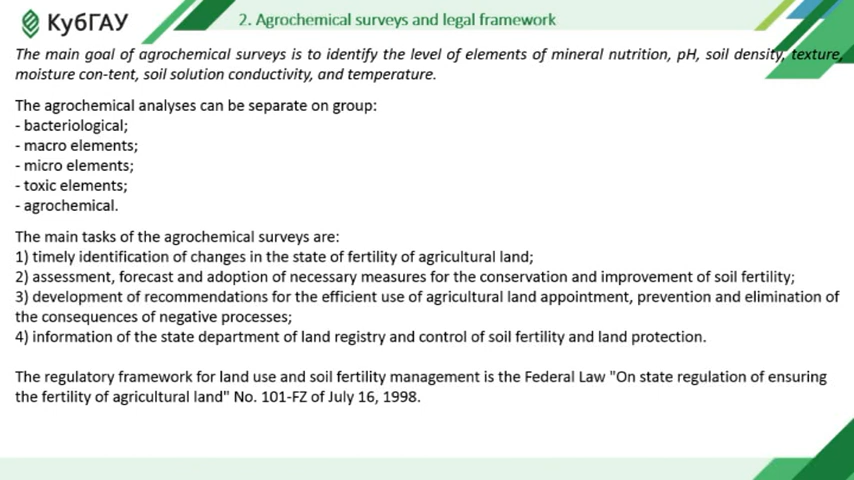 КубГАУ
2. Agrochemical surveys and legal framework
The main goal of agrochemical surveys is to identify the level of elements of mineral nutrition, pH, soil density, texture,
moisture con-tent, soil solution conductivity, and temperature.
The agrochemical analyses can be separate on group:
- bacteriological;
- macro elements;
- micro elements;
- toxic elements;
- agrochemical.
The main tasks of the agrochemical surveys are:
1) timely identification of changes in the state of fertility of agricultural land;
2) assessment, forecast and adoption of necessary measures for the conservation and improvement of soil fertility;
3) development of recommendations for the efficient use of agricultural land appointment, prevention and elimination of
the consequences of negative processes;
4) information of the state department of land registry and control of soil fertility and land protection.
The regulatory framework for land use and soil fertility management is the Federal Law "On state regulation of ensuring
the fertility of agricultural land" No. 101-FZ of July 16, 1998.